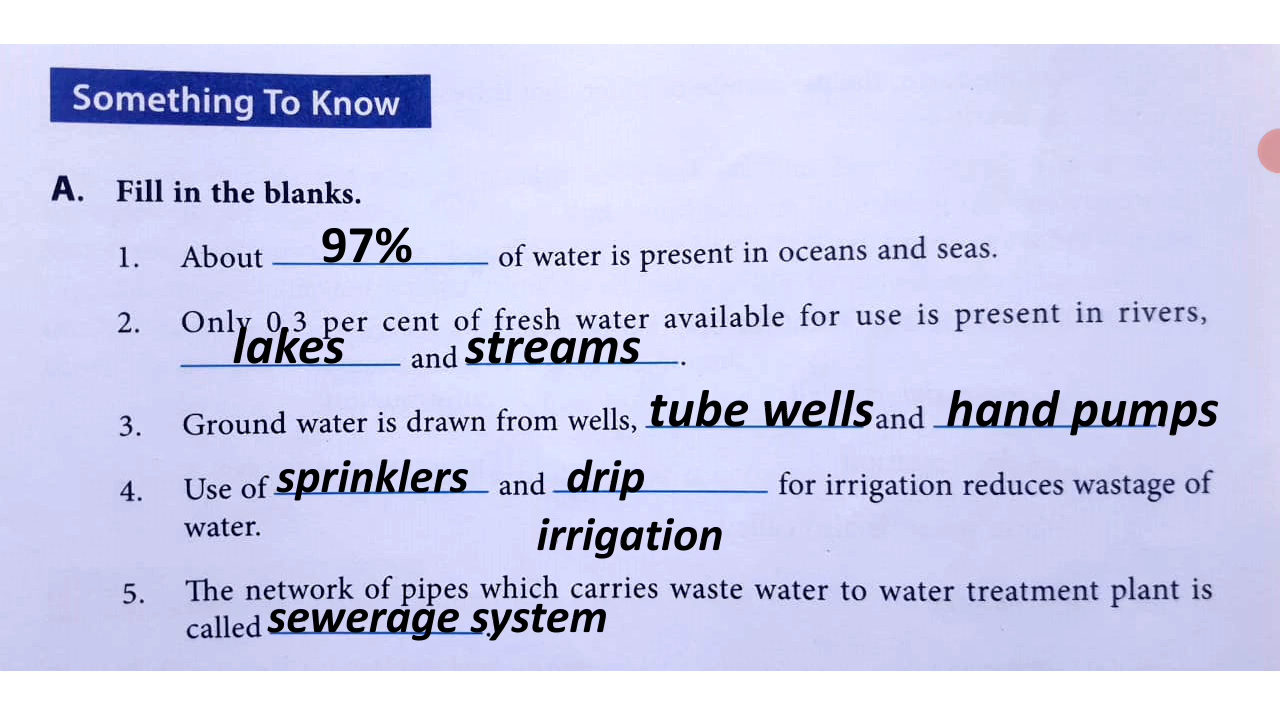 Something To Know
A. Fill in the blanks.
1. About 97% of water is present in oceans and seas.
2. Only 0.3 per cent of fresh water available for use is present in rivers,
lakes and streams.
3. Ground water is drawn from wells, tube wells and hand pumps
4. Use of sprinklers and drip for irrigation reduces wastage of
water. irrigation
5. The network of pipes which carries waste water to water treatment plant is
called sewerage system.